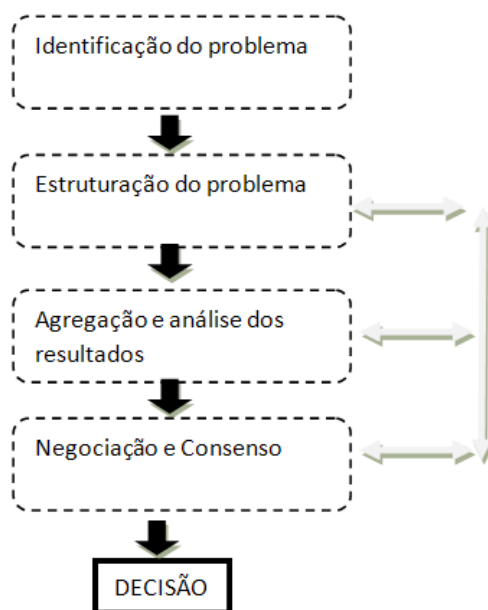 Identificação do problema
Estruturação do problema
Agregação e análise dos
resultados
Negociação e Consenso
DECISÃO